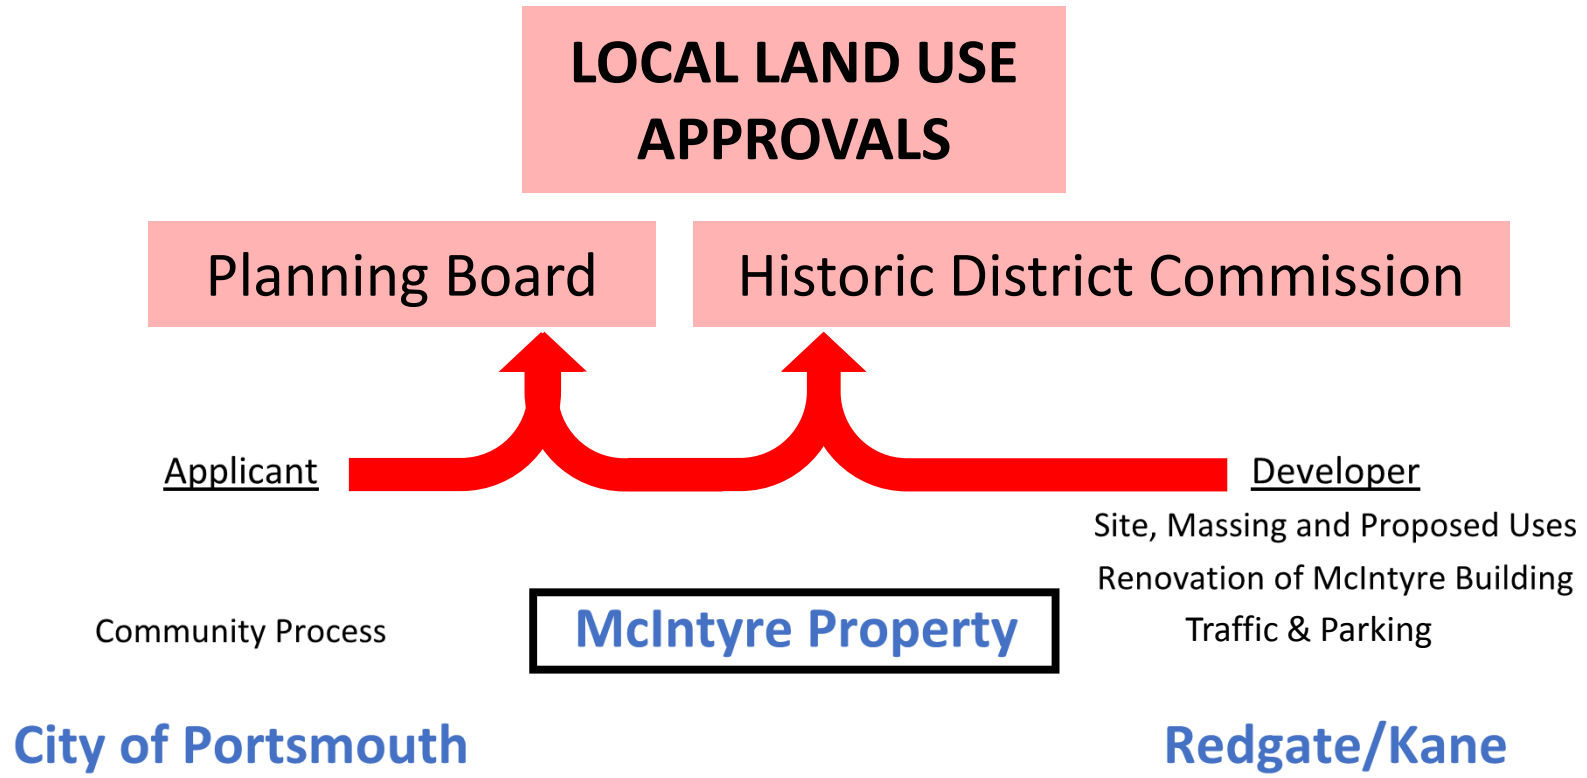 LOCAL LAND USE
APPROVALS
Planning Board
Historic District Commission
Applicant
Developer
Site, Massing and Proposed Uses
Renovation of McIntyre Building
Traffic & Parking
Community Process
McIntyre Property
City of Portsmouth
Redgate/Kane